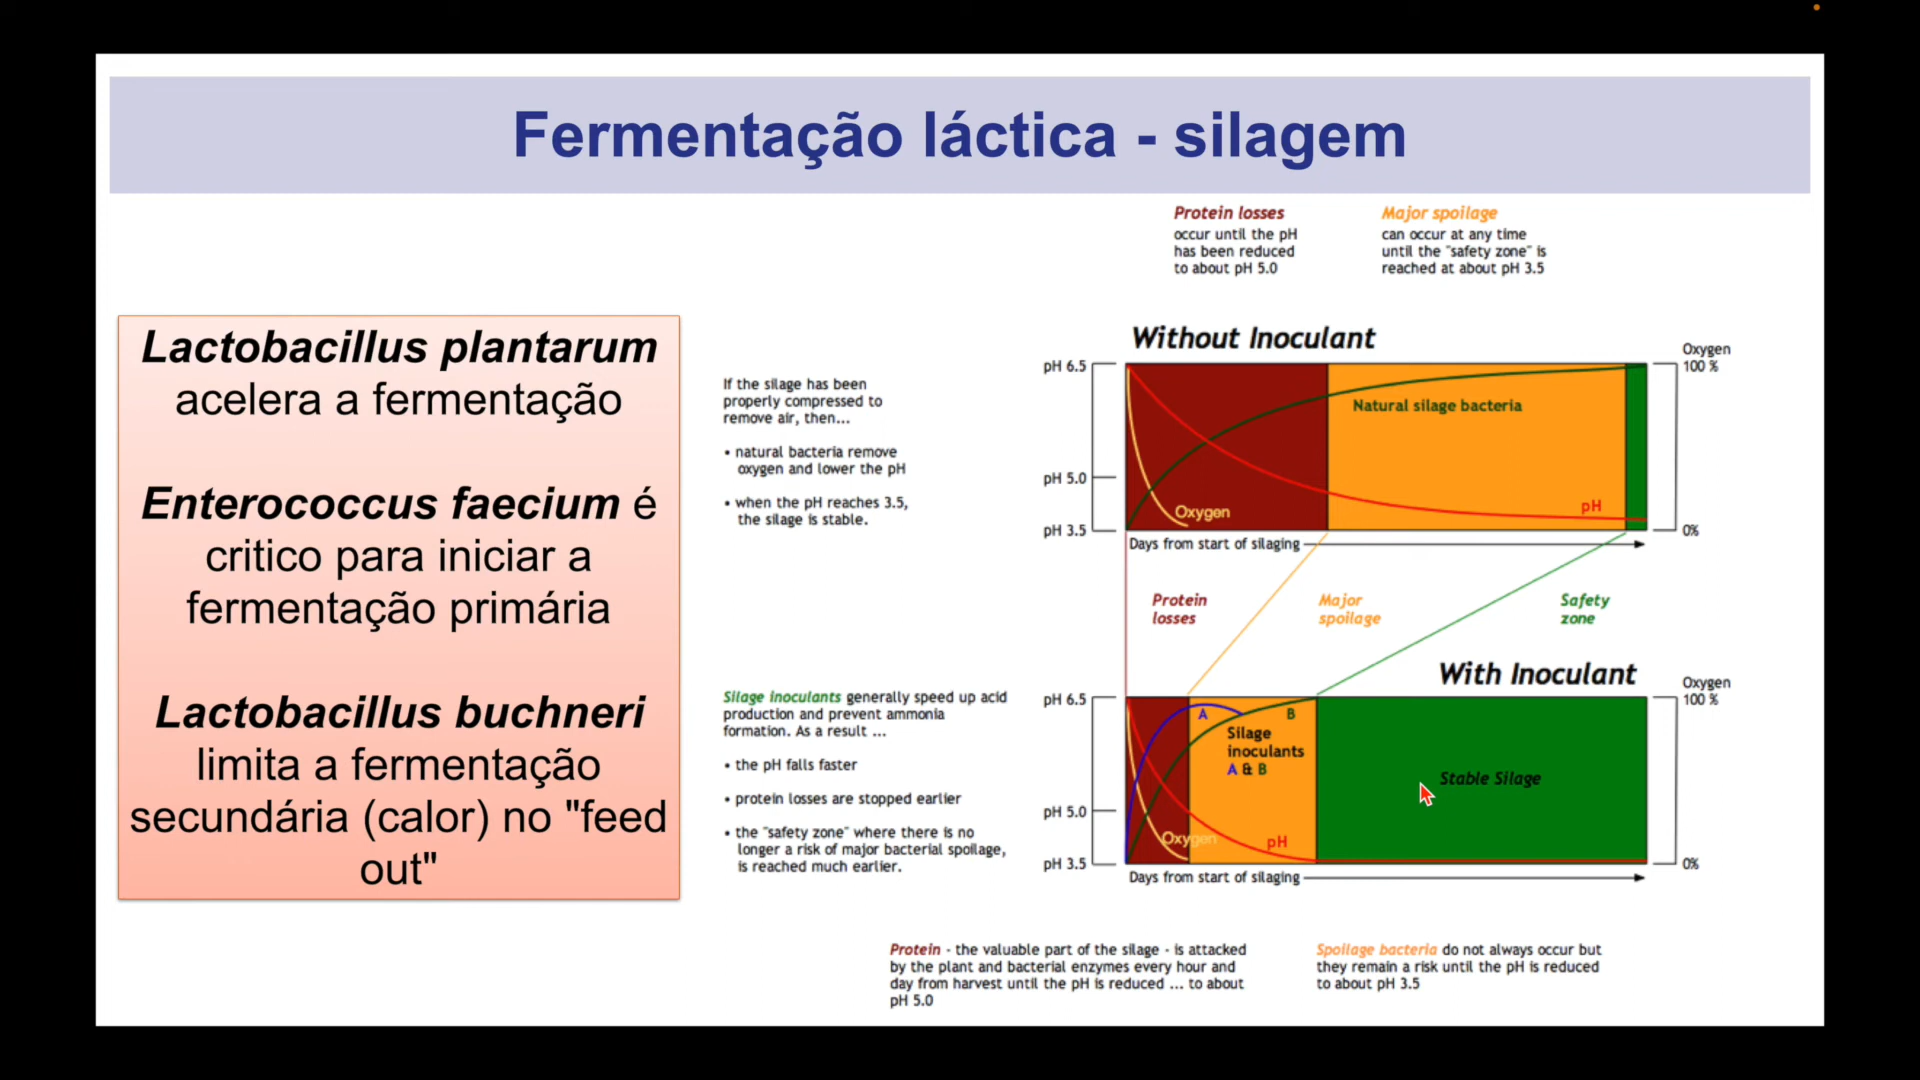 Fermentação láctica - silagem
Lactobacillus plantarum
acelera a fermentação
Enterococcus faecium é
critico para iniciar a
fermentação primária
Lactobacillus buchneri
limita a fermentação
secundária (calor) no "feed
out"
Protein losses
occur until the pH
has been reduced
to about pH 5.0
Major spoilage
can occur at any time
until the "safety zone" is
reached at about pH 3.5
If the silage has been
properly compressed to
remove air, then...
• natural bacteria remove
oxygen and lower the pH
• when the pH reaches 3.5,
the silage is stable.
Without Inoculant
pH 6.5
pH 5.0
pH 3.5
Oxygen
100 %
0%
Natural silage bacteria
Oxygen
pH
Days from start of silaging
Protein
losses
Major
spoilage
Safety
zone
With Inoculant
Silage inoculants generally speed up acid
production and prevent ammonia
formation. As a result ...
• the pH falls faster
• protein losses are stopped earlier
• the "safety zone" where there is no
longer a risk of major bacterial spoilage,
is reached much earlier.
pH 6.5
pH 5.0
pH 3.5
Oxygen
100 %
0%
A
B
Silage
inoculants
A & B
Stable Silage
Oxygen
pH
Days from start of silaging
Protein - the valuable part of the silage - is attacked
by the plant and bacterial enzymes every hour and
day from harvest until the pH is reduced ... to about
pH 5.0
Spoilage bacteria do not always occur but
they remain a risk until the pH is reduced
to about pH 3.5